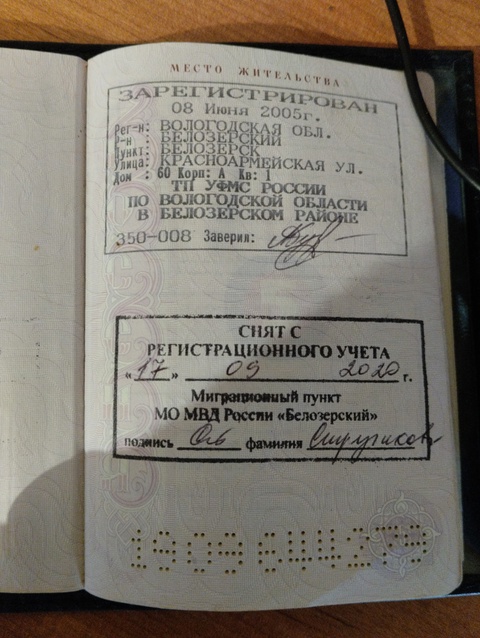 МЕСТО ЖИТЕЛЬСТВА
ЗАРЕГИСТРИРОВАН
08 Июня 2005г.
Рег-н: ВОЛОГОДСКАЯ ОБЛ.
Р-н : БЕЛОЗЕРСКИЙ
Пункт: БЕЛОЗЕРСК
Улица: КРАСНОАРМЕЙСКАЯ УЛ.
Дом : 60 Корп: А Кв: 1
ТП УФМС РОССИИ
ПО ВОЛОГОДСКОЙ ОБЛАСТИ
В БЕЛОЗЕРСКОМ РАЙОНЕ
350-008 Заверил:
СНЯТ С
РЕГИСТРАЦИОННОГО УЧЕТА
«17» 09 2020 г.
Миграционный пункт
МО МВД России «Белозерский»
подпись фамилия
1909644279